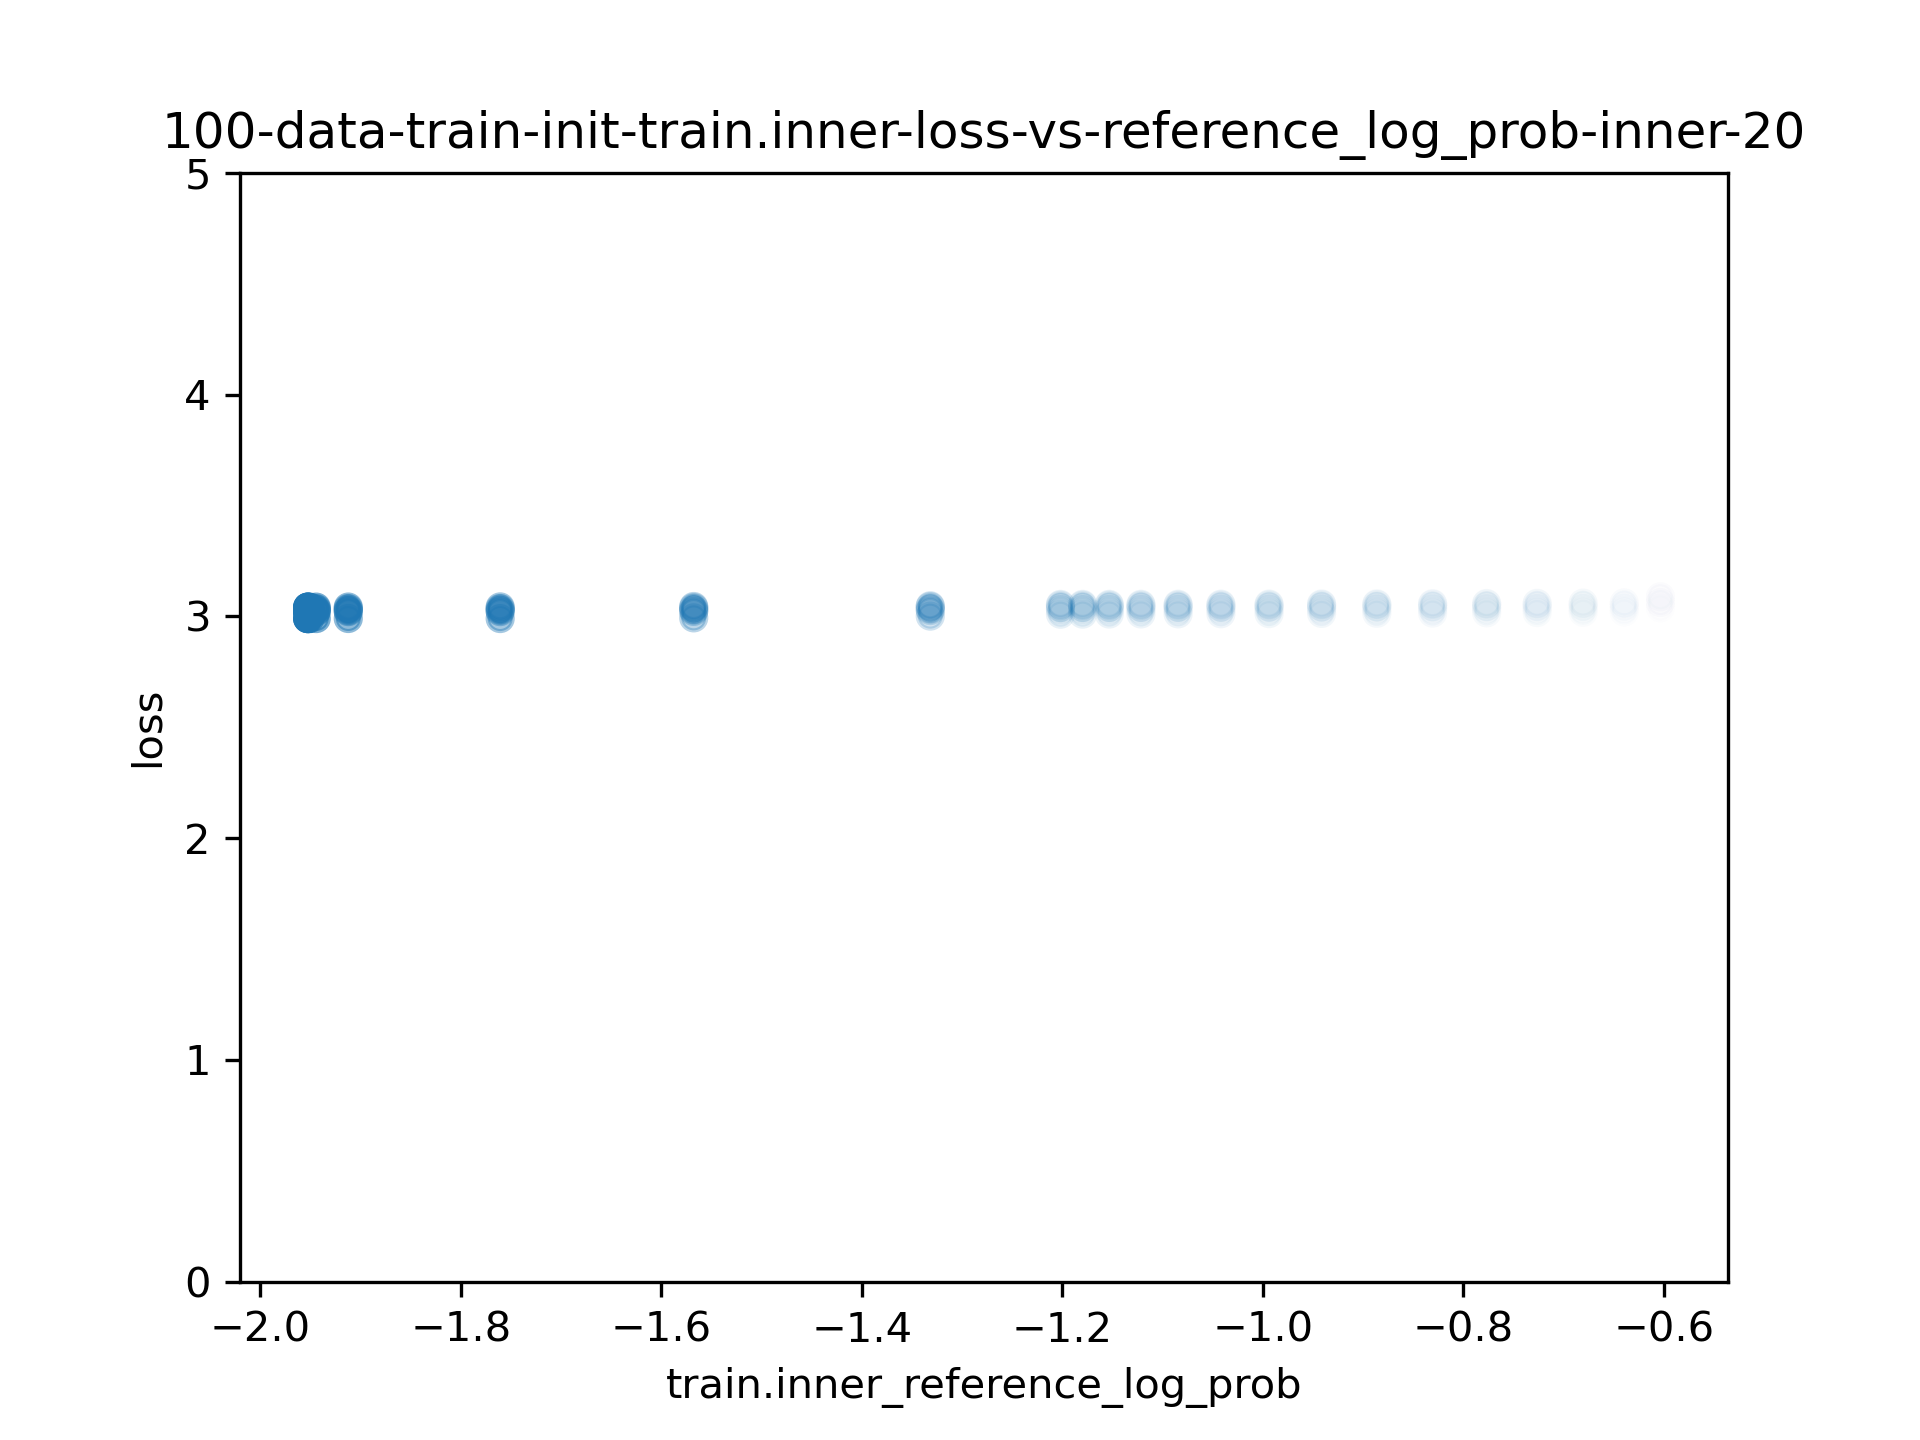 100-data-train-init-train.inner-loss-vs-reference_log_prob-inner-20
5
4
3
2
1
0
loss
−2.0 −1.8 −1.6 −1.4 −1.2 −1.0 −0.8 −0.6
train.inner_reference_log_prob